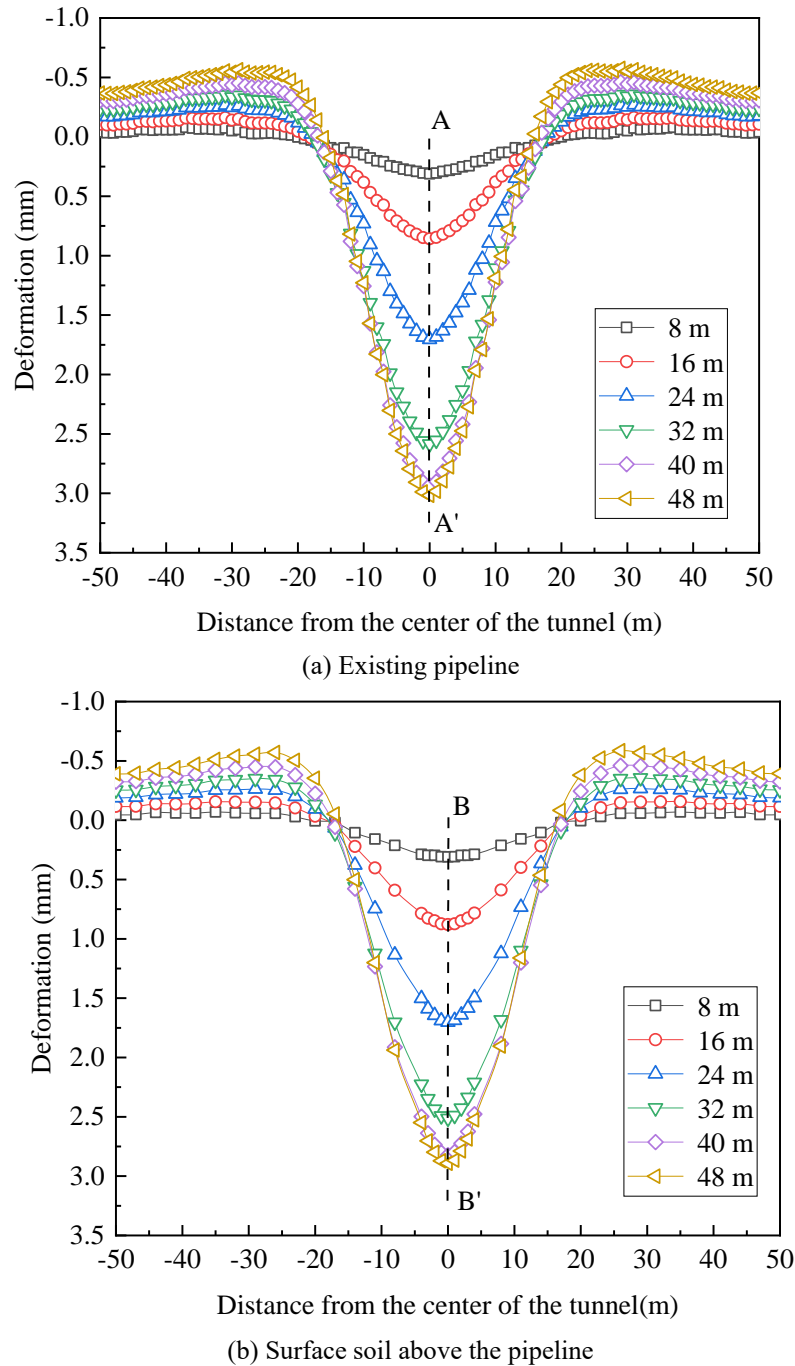 -1.0
-0.5
0.0
0.5
1.0
1.5
2.0
2.5
3.0
3.5
Deformation (mm)
A
A'
8 m
16 m
24 m
32 m
40 m
48 m
-50 -40 -30 -20 -10 0 10 20 30 40 50
Distance from the center of the tunnel (m)
(a) Existing pipeline
-1.0
-0.5
0.0
0.5
1.0
1.5
2.0
2.5
3.0
3.5
Deformation (mm)
B
B'
8 m
16 m
24 m
32 m
40 m
48 m
-50 -40 -30 -20 -10 0 10 20 30 40 50
Distance from the center of the tunnel(m)
(b) Surface soil above the pipeline